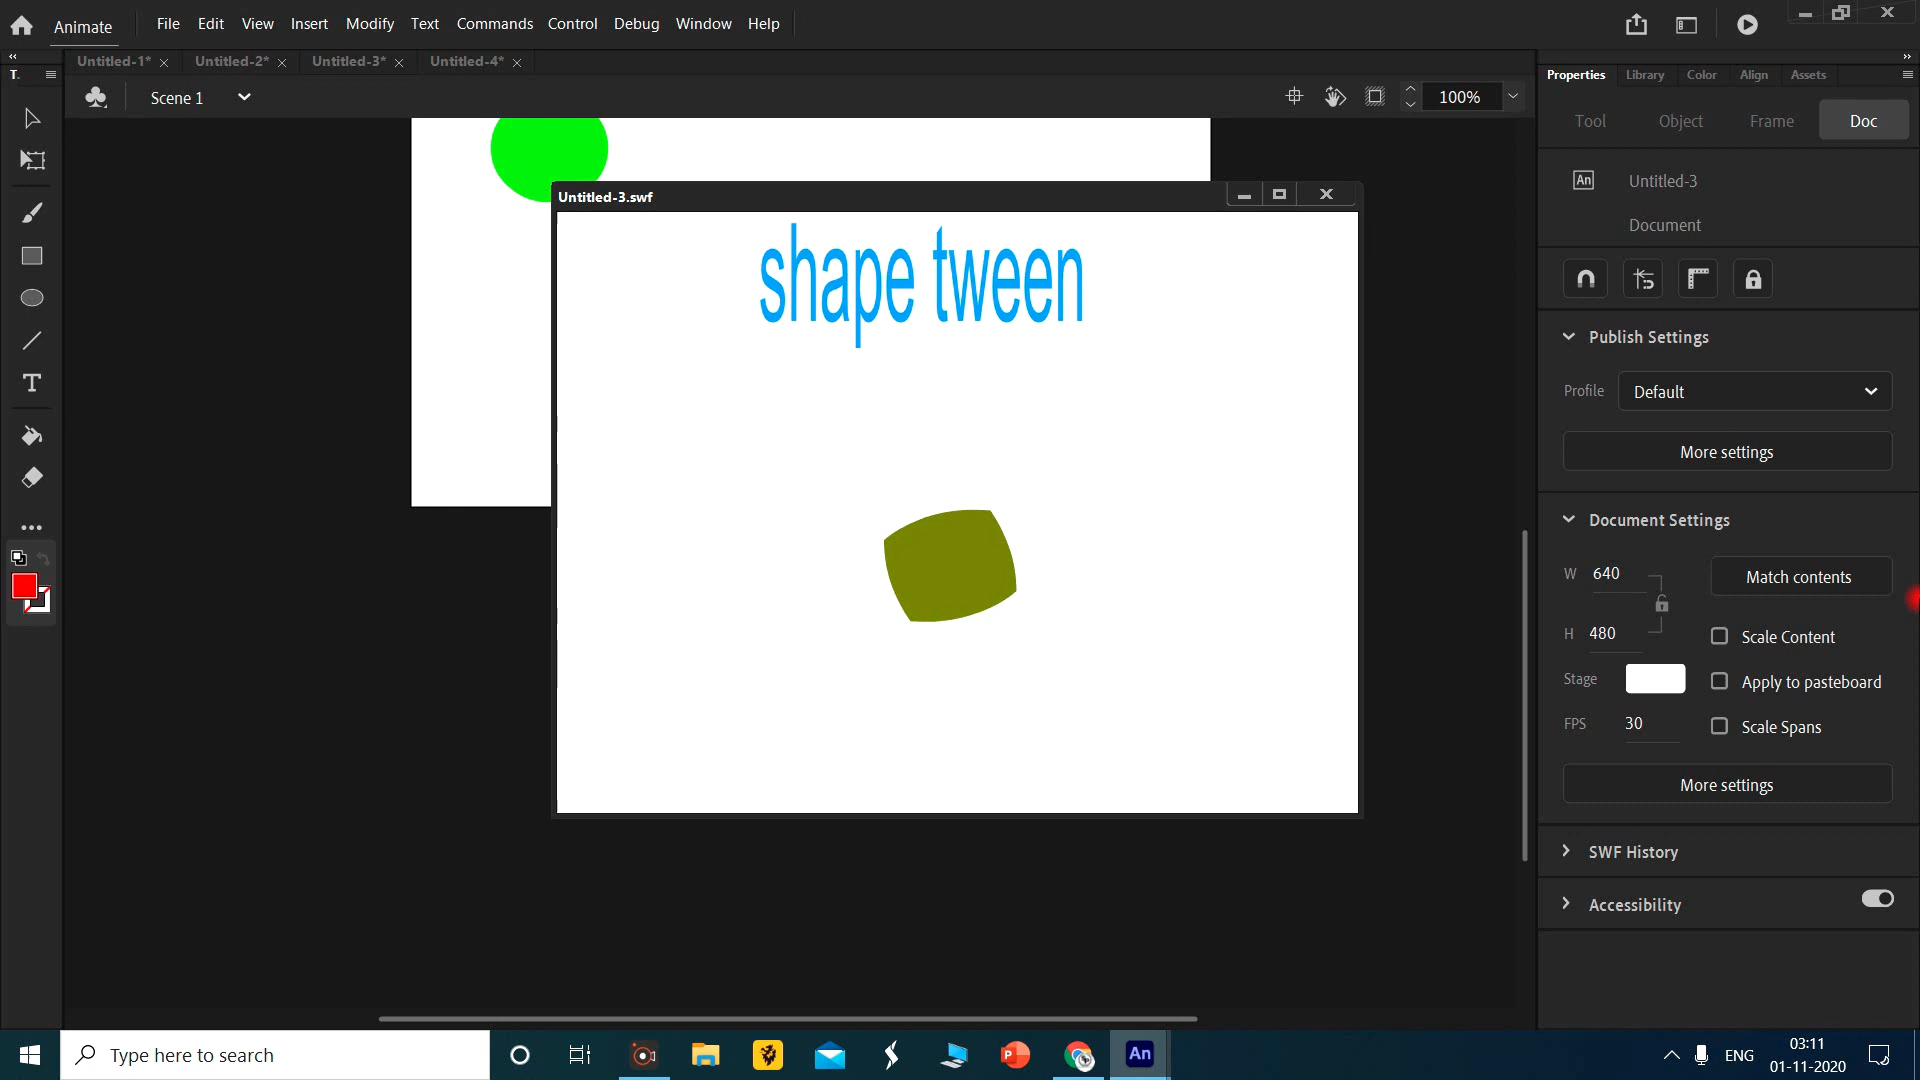 Animate
File Edit View Insert Modify Text Commands Control Debug Window Help
Untitled-1* Untitled-2* Untitled-3* Untitled-4*
T.
Scene 1
100%
Properties Library Color Align Assets
Tool Object Frame Doc
An
Untitled-3
Document
Untitled-3.swf
shape tween
Publish Settings
Profile Default
More settings
Document Settings
W 640
Match contents
H 480
Scale Content
Stage
Apply to pasteboard
FPS 30
Scale Spans
More settings
SWF History
Accessibility
Type here to search
An
ENG
03:11
01-11-2020